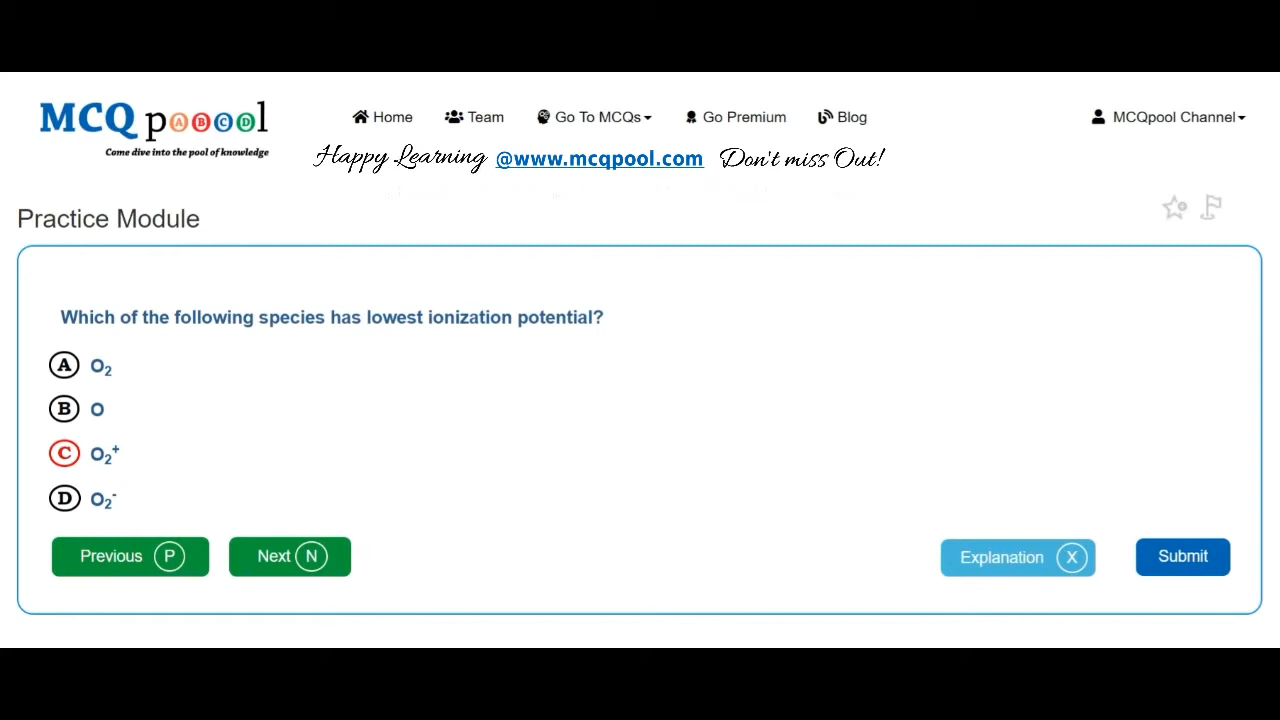 MCQ pooool
Come dive into the pool of knowledge
Home Team Go To MCQs Go Premium Blog MCQpool Channel
Happy Learning @www.mcqpool.com Don't miss Out!
Practice Module
Which of the following species has lowest ionization potential?
A O₂
B O
C O₂⁺
D O₂⁻
Previous P Next N Explanation X Submit